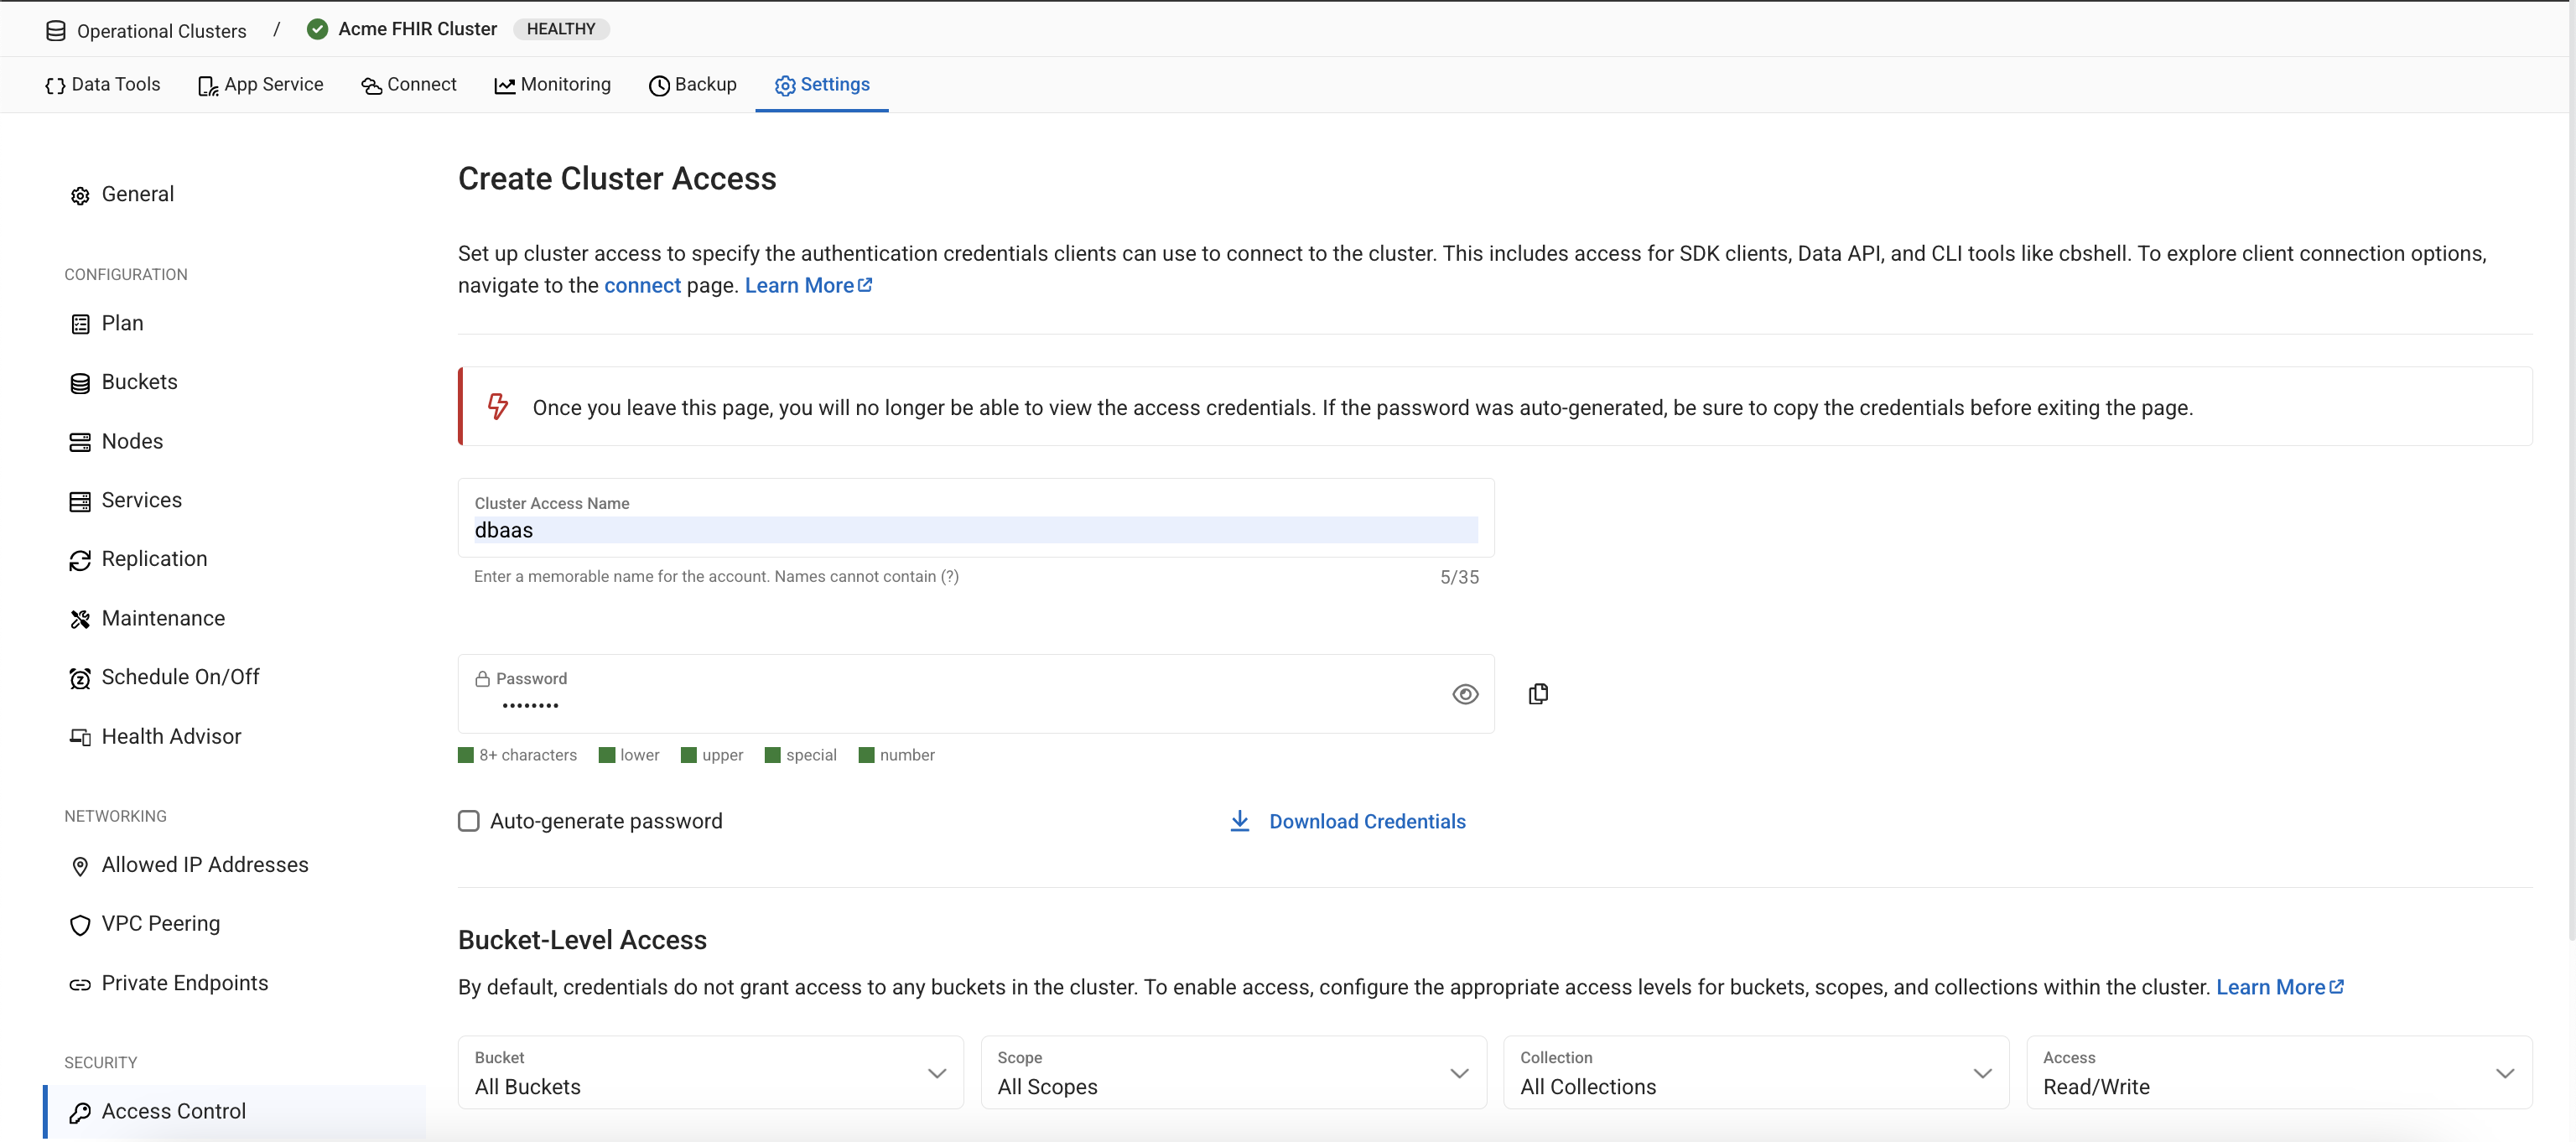 Operational Clusters / Acme FHIR Cluster HEALTHY
Data Tools App Service Connect Monitoring Backup Settings
General
CONFIGURATION
Plan
Buckets
Nodes
Services
Replication
Maintenance
Schedule On/Off
Health Advisor
NETWORKING
Allowed IP Addresses
VPC Peering
Private Endpoints
SECURITY
Access Control
Create Cluster Access
Set up cluster access to specify the authentication credentials clients can use to connect to the cluster. This includes access for SDK clients, Data API, and CLI tools like cbshell. To explore client connection options,
navigate to the connect page. Learn More
Once you leave this page, you will no longer be able to view the access credentials. If the password was auto-generated, be sure to copy the credentials before exiting the page.
Cluster Access Name
dbaas
Enter a memorable name for the account. Names cannot contain (?) 5/35
Password
••••••••
8+ characters lower upper special number
Auto-generate password Download Credentials
Bucket-Level Access
By default, credentials do not grant access to any buckets in the cluster. To enable access, configure the appropriate access levels for buckets, scopes, and collections within the cluster. Learn More
Bucket Scope Collection Access
All Buckets All Scopes All Collections Read/Write